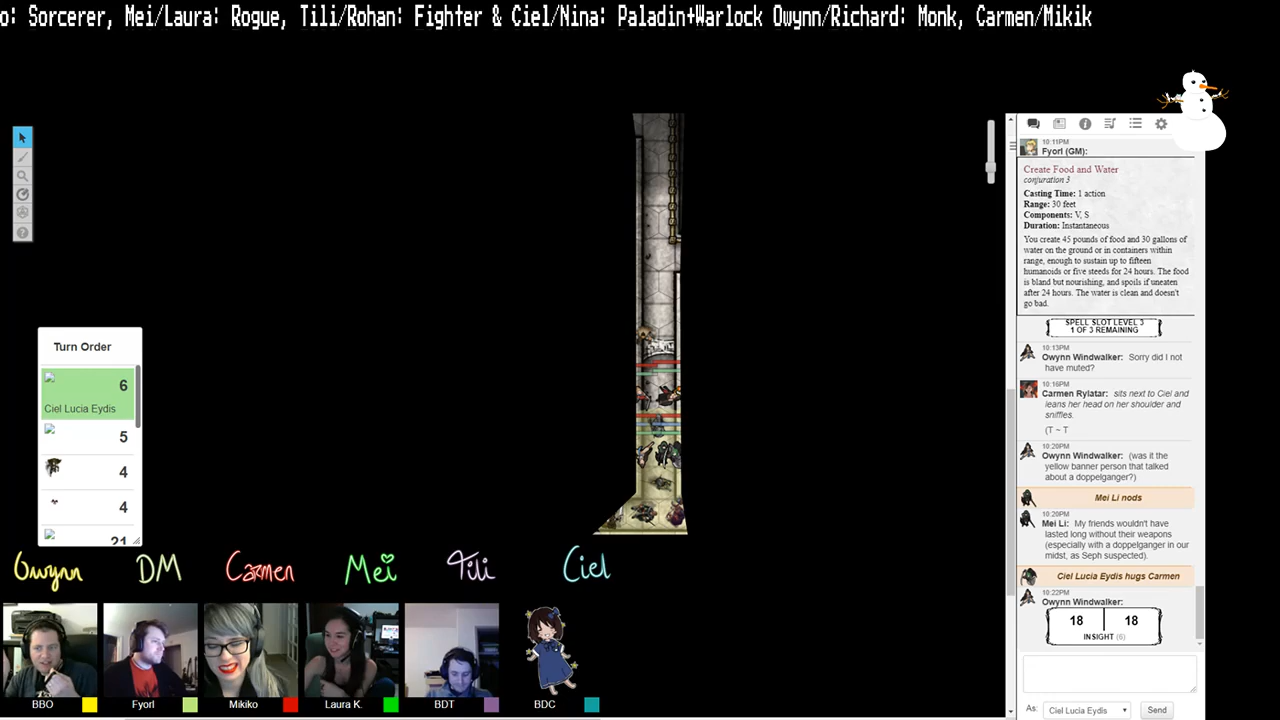 o: Sorcerer, Mei/Laura: Rogue, Tili/Rohan: Fighter & Ciel/Nina: Paladin+Warlock Owynn/Richard: Monk, Carmen/Mikik
10:11PM
Fyorl (GM):
Create Food and Water
conjuration 3
Casting Time: 1 action
Range: 30 feet
Components: V, S
Duration: Instantaneous
You create 45 pounds of food and 30 gallons of
water on the ground or in containers within
range, enough to sustain up to fifteen
humanoids or five steeds for 24 hours. The food
is bland but nourishing, and spoils if uneaten
after 24 hours. The water is clean and doesn't
go bad.
SPELL SLOT LEVEL 3
1 OF 3 REMAINING
10:13PM
Owynn Windwalker: Sorry did I not
have muted?
10:16PM
Carmen Rylatar: sits next to Ciel and
leans her head on her shoulder and
sniffles.
(T ~ T
10:20PM
Owynn Windwalker: (was it the
yellow banner person that talked
about a doppelganger?)
Mei Li nods
10:20PM
Mei Li: My friends wouldn't have
lasted long without their weapons
(especially with a doppelganger in our
midst, as Seph suspected).
Ciel Lucia Eydis hugs Carmen
10:22PM
Owynn Windwalker:
18 18
INSIGHT (6)
As: Ciel Lucia Eydis Send
Turn Order
6
Ciel Lucia Eydis
5
4
4
21
Owynn DM Carmen Mei Tili Ciel
BBO Fyorl Mikiko Laura K. BDT BDC